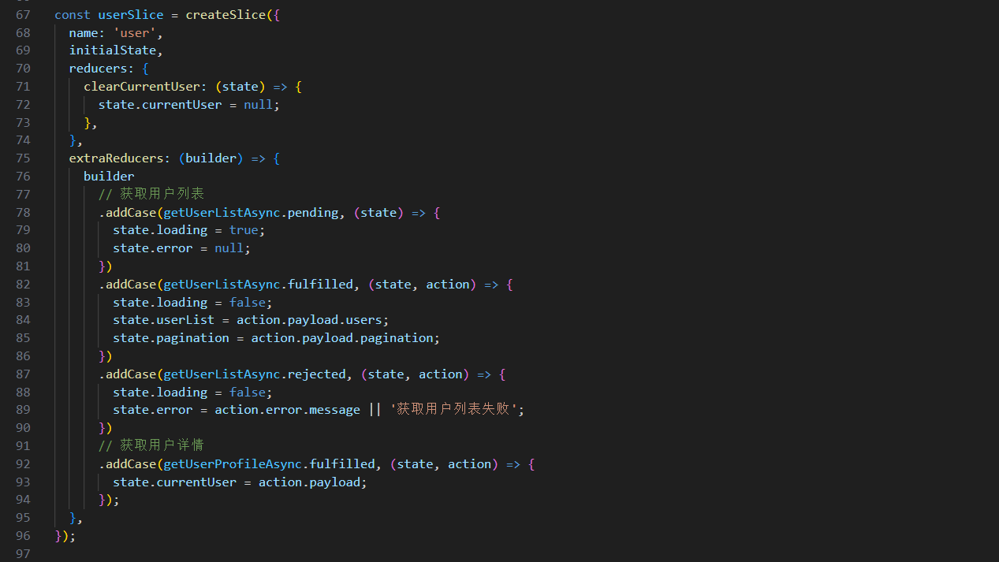 67 const userSlice = createSlice({
68   name: 'user',
69   initialState,
70   reducers: {
71     clearCurrentUser: (state) => {
72       state.currentUser = null;
73     },
74   },
75   extraReducers: (builder) => {
76     builder
77       // 获取用户列表
78       .addCase(getUserListAsync.pending, (state) => {
79         state.loading = true;
80         state.error = null;
81       })
82       .addCase(getUserListAsync.fulfilled, (state, action) => {
83         state.loading = false;
84         state.userList = action.payload.users;
85         state.pagination = action.payload.pagination;
86       })
87       .addCase(getUserListAsync.rejected, (state, action) => {
88         state.loading = false;
89         state.error = action.error.message || '获取用户列表失败';
90       })
91       // 获取用户详情
92       .addCase(getUserProfileAsync.fulfilled, (state, action) => {
93         state.currentUser = action.payload;
94       });
95   },
96 });
97